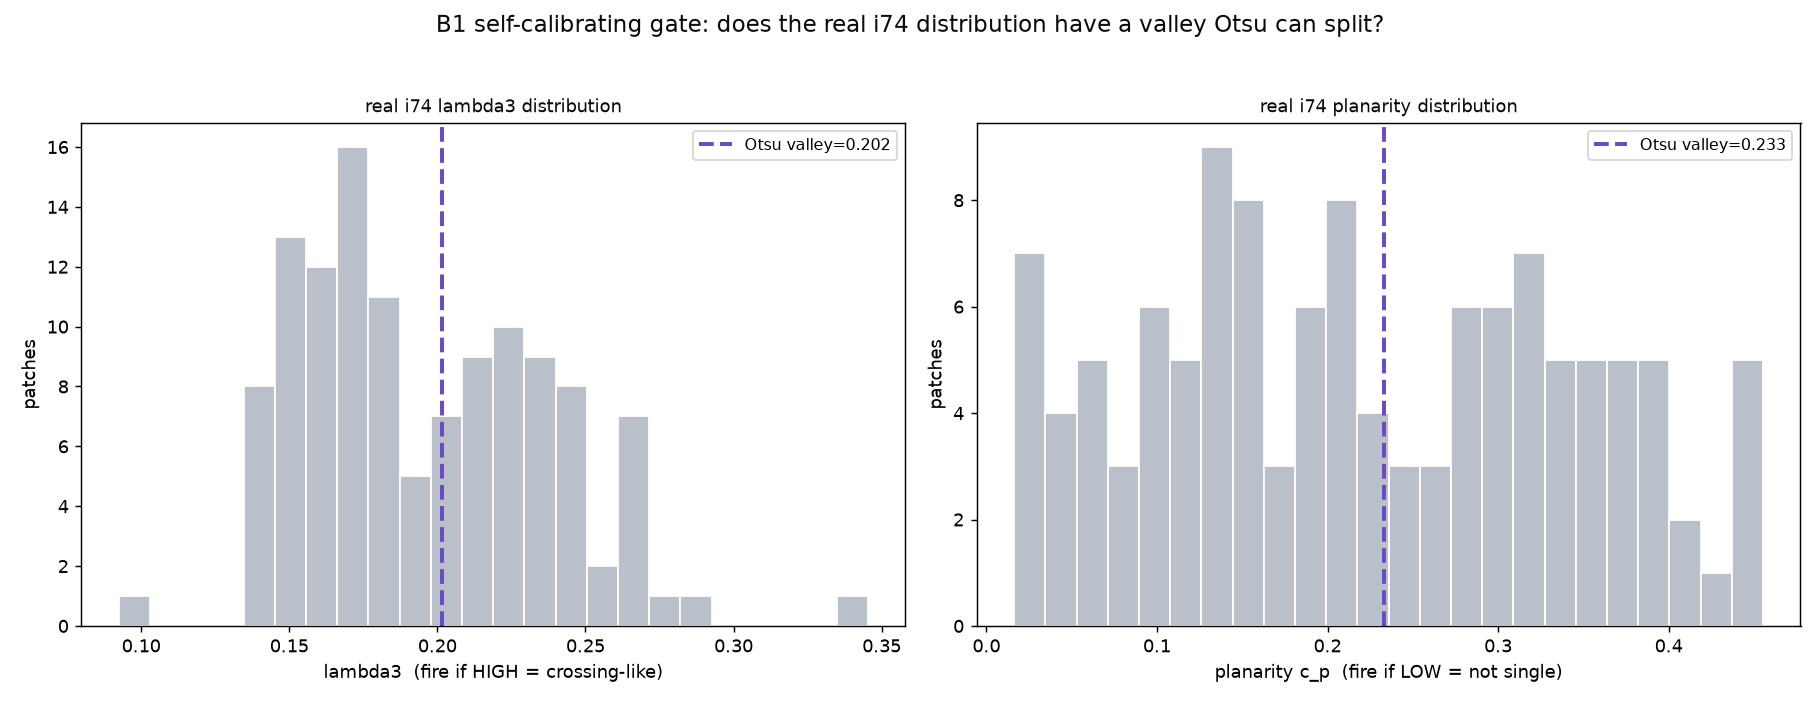 B1 self-calibrating gate: does the real i74 distribution have a valley Otsu can split?
real i74 lambda3 distribution
Otsu valley=0.202
16
14
12
10
8
6
4
2
0
patches
0.10
0.15
0.20
0.25
0.30
0.35
lambda3  (fire if HIGH = crossing-like)
real i74 planarity distribution
Otsu valley=0.233
8
6
4
2
0
patches
0.0
0.1
0.2
0.3
0.4
planarity c_p  (fire if LOW = not single)